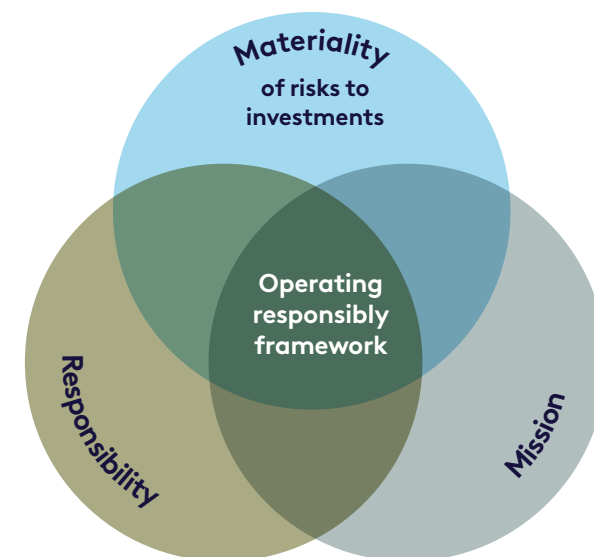 Materiality
of risks to
investments
Operating
responsibly
framework
Responsibility
Mission